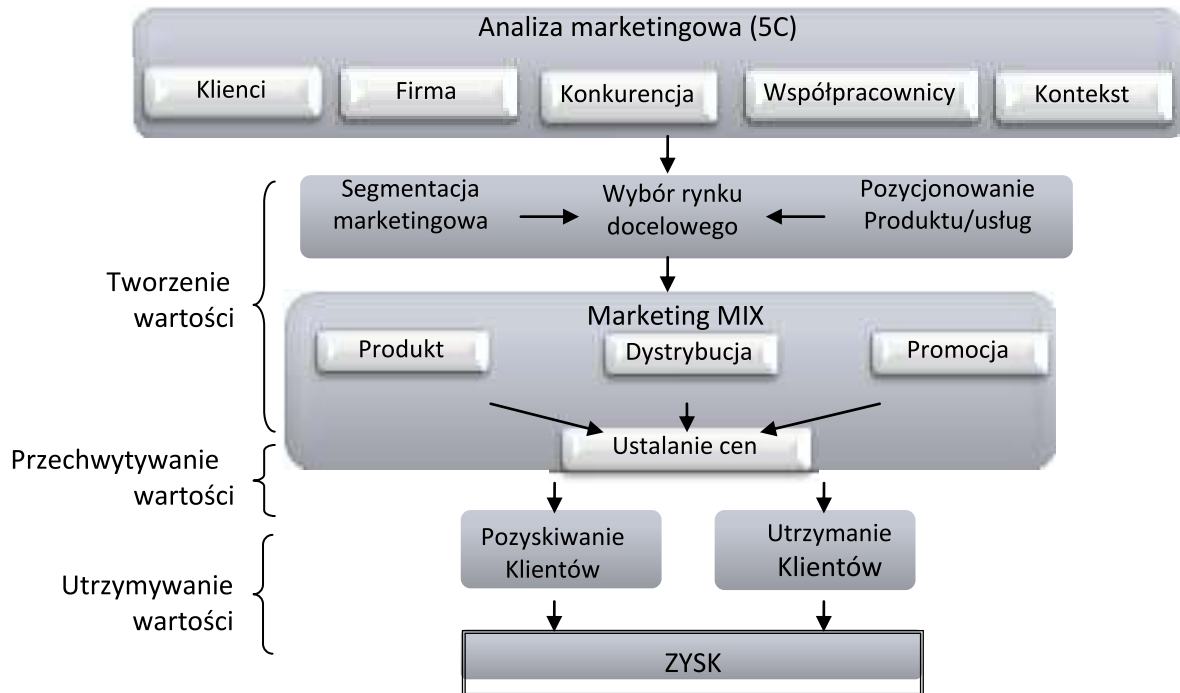 Analiza marketingowa (5C)
Klienci
Firma
Konkurencja
Współpracownicy
Kontekst
Segmentacja
marketingowa
Wybór rynku
docelowego
Pozycjonowanie
Produktu/usług
Tworzenie
wartości
Marketing MIX
Produkt
Dystrybucja
Promocja
Ustalanie cen
Przechwytywanie
wartości
Pozyskiwanie
Klientów
Utrzymanie
Klientów
Utrzymywanie
wartości
ZYSK